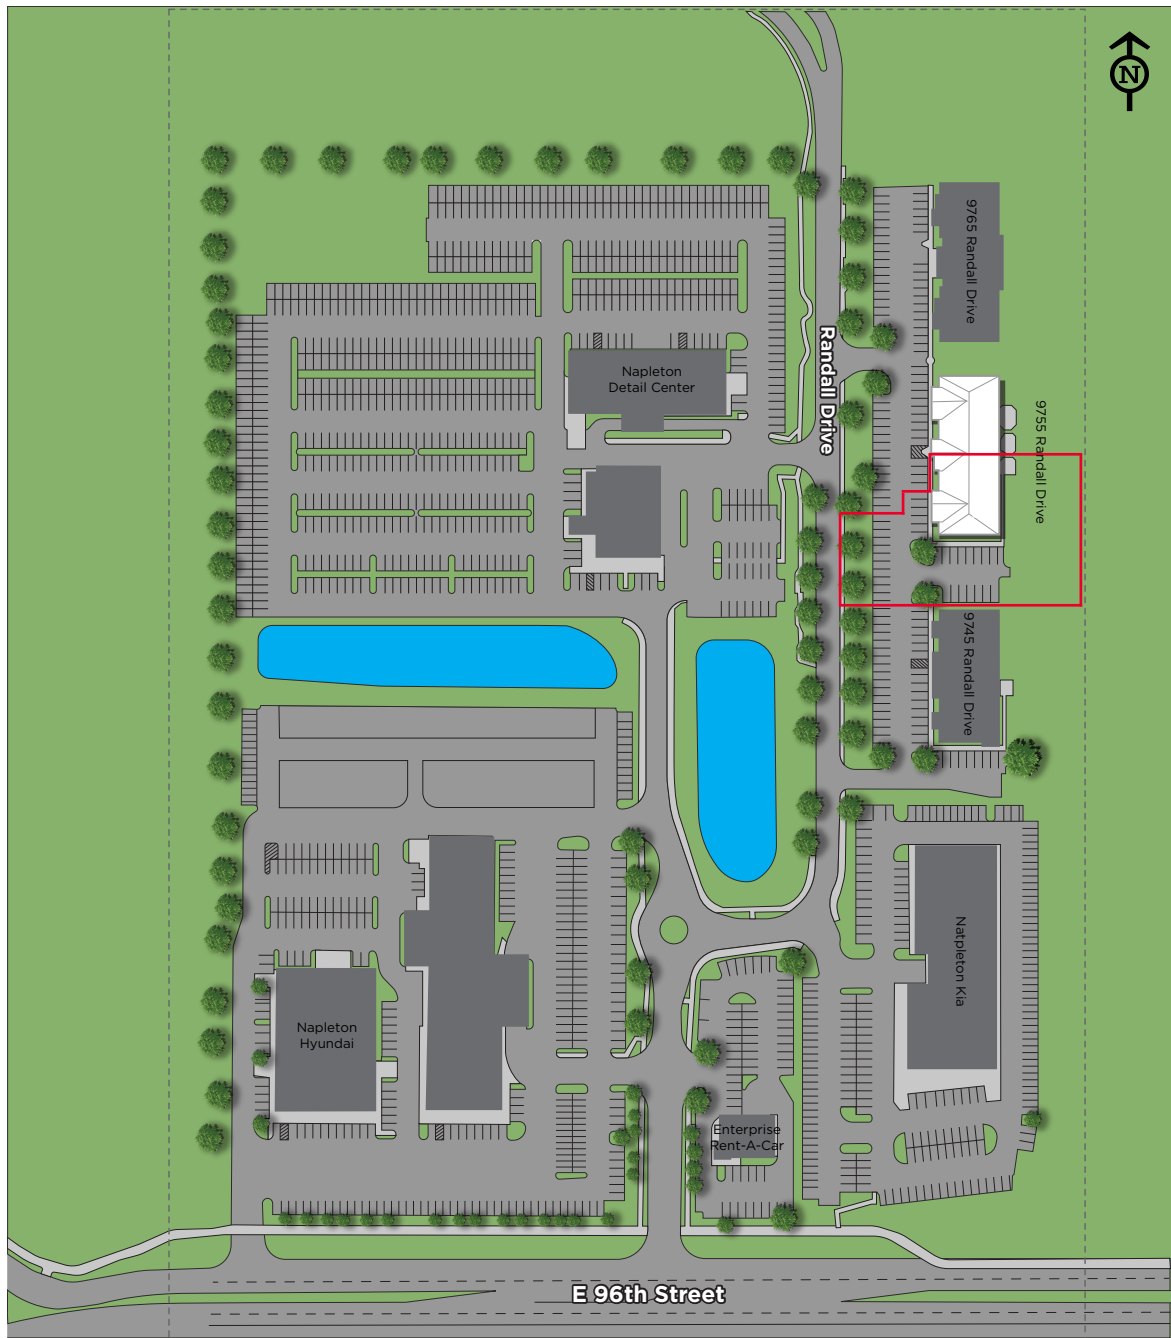 N
9765 Randall Drive
Randall Drive
Napleton
Detail Center
9755 Randall Drive
9745 Randall Drive
Natpleton Kia
Napleton
Hyundai
Enterprise
Rent-A-Car
E 96th Street